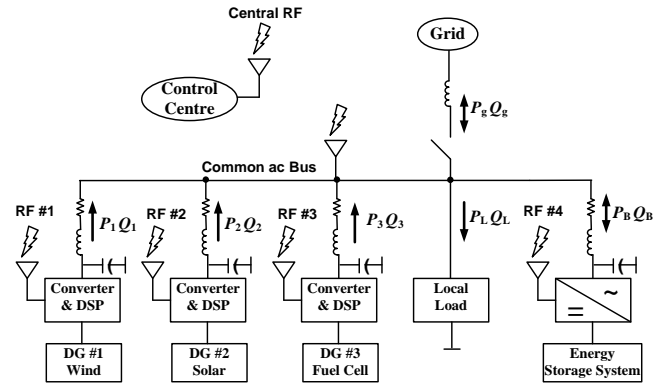 Central RF
Grid
Control
Centre
PgQg
Common ac Bus
RF #1
P1Q1
RF #2
P2Q2
RF #3
P3Q3
PLQL
RF #4
PBQB
Converter
& DSP
Converter
& DSP
Converter
& DSP
Local
Load
~
=
DG #1
Wind
DG #2
Solar
DG #3
Fuel Cell
Energy
Storage System